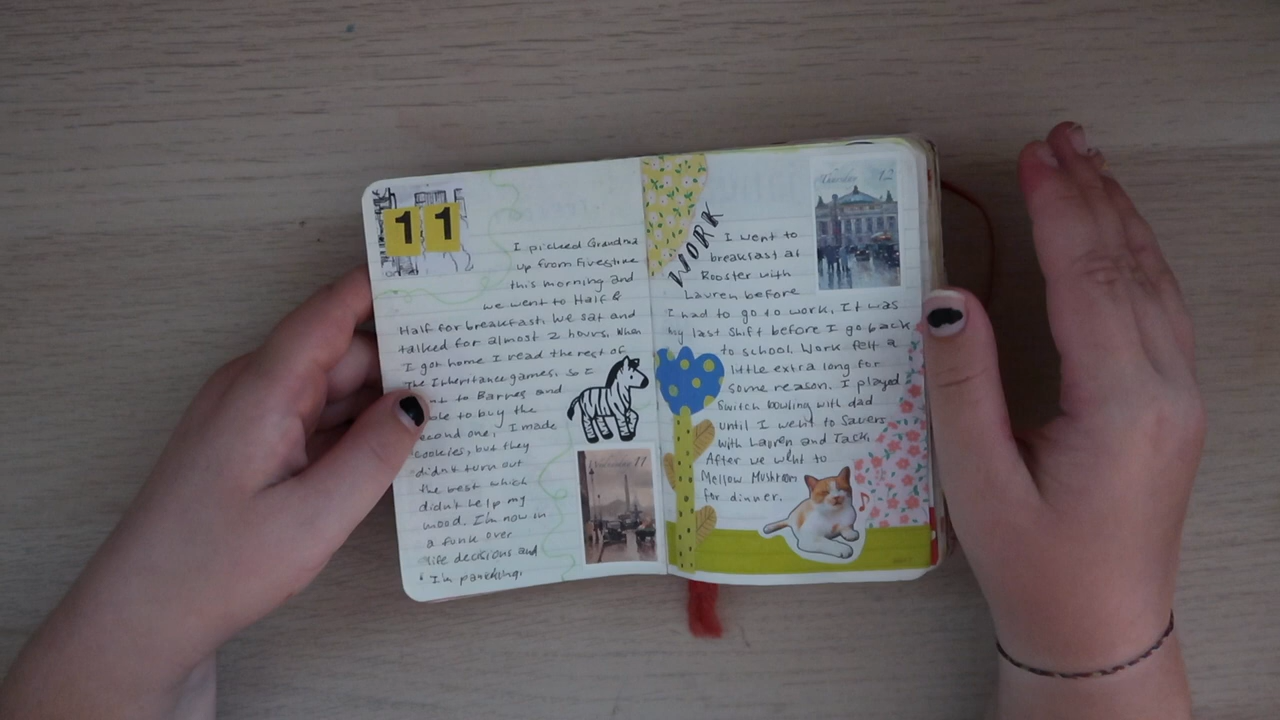 11
I picked Grandma
up from Firestone
this morning and
we went to Half &
Half for breakfast. We sat and
talked for almost 2 hours. When
I got home I read the rest of
The Inheritance games. So I
to Barnes and
to buy the
second one, I made
cookies, but they
didn't turn out
the best which
didn't help my
mood. I'm now in
a funk over
life decisions and
I'm panicking.
17
WORK
Thursday 12
I went to
breakfast at
Rooster with
Lauren before
I had to go to work. It was
my last shift before I go back
to school. Work felt a
little extra long for
some reason. I played
Switch bowling with dad
until I went to Savers
with Lauren and Task.
After we went to
Mellow Mushroom
for dinner.